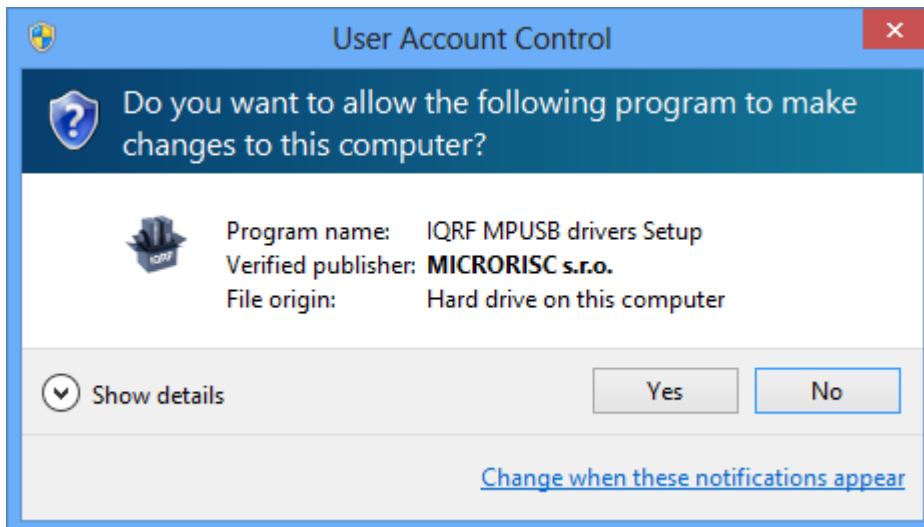 User Account Control
Do you want to allow the following program to make
changes to this computer?
IQRF
Program name: IQRF MPUSB drivers Setup
Verified publisher: MICRORISC s.r.o.
File origin: Hard drive on this computer
Show details
Yes
No
Change when these notifications appear